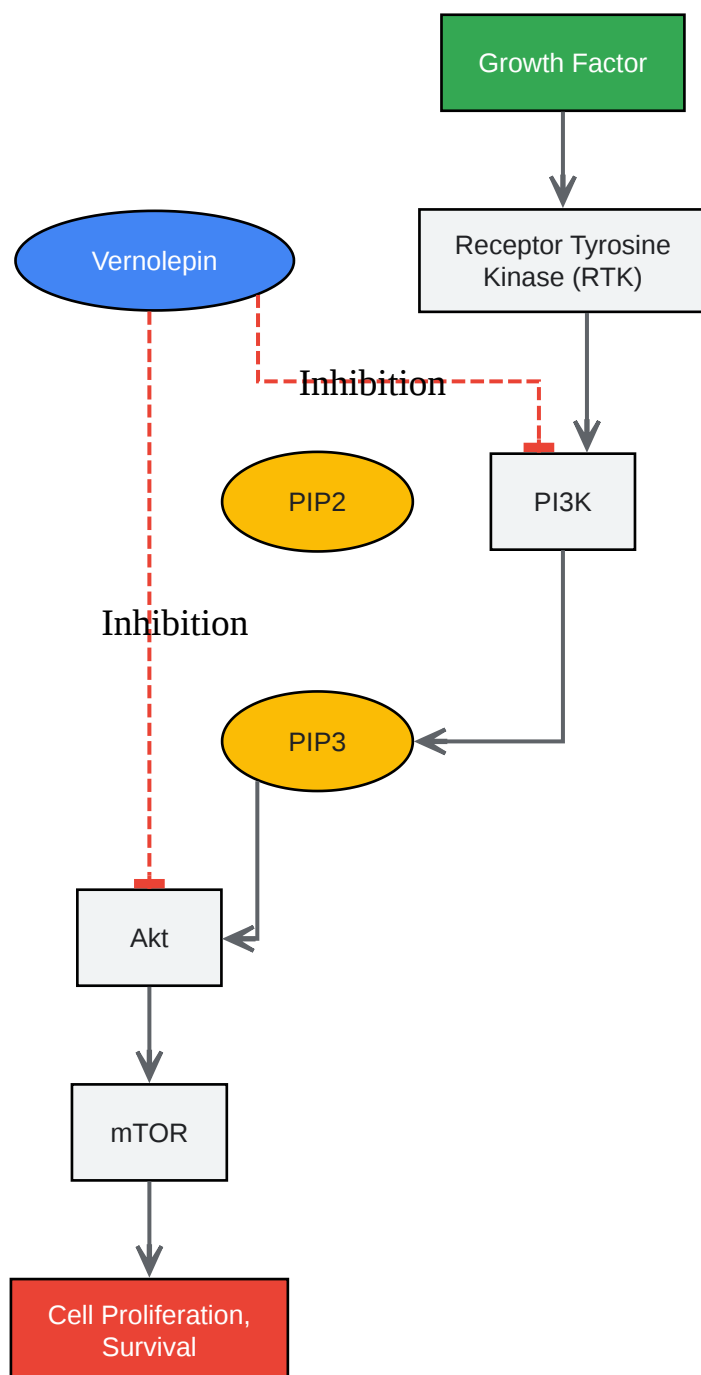 Growth Factor
Receptor Tyrosine
Kinase (RTK)
Vernolepin
Inhibition
PIP2
PI3K
Inhibition
PIP3
Akt
mTOR
Cell Proliferation,
Survival